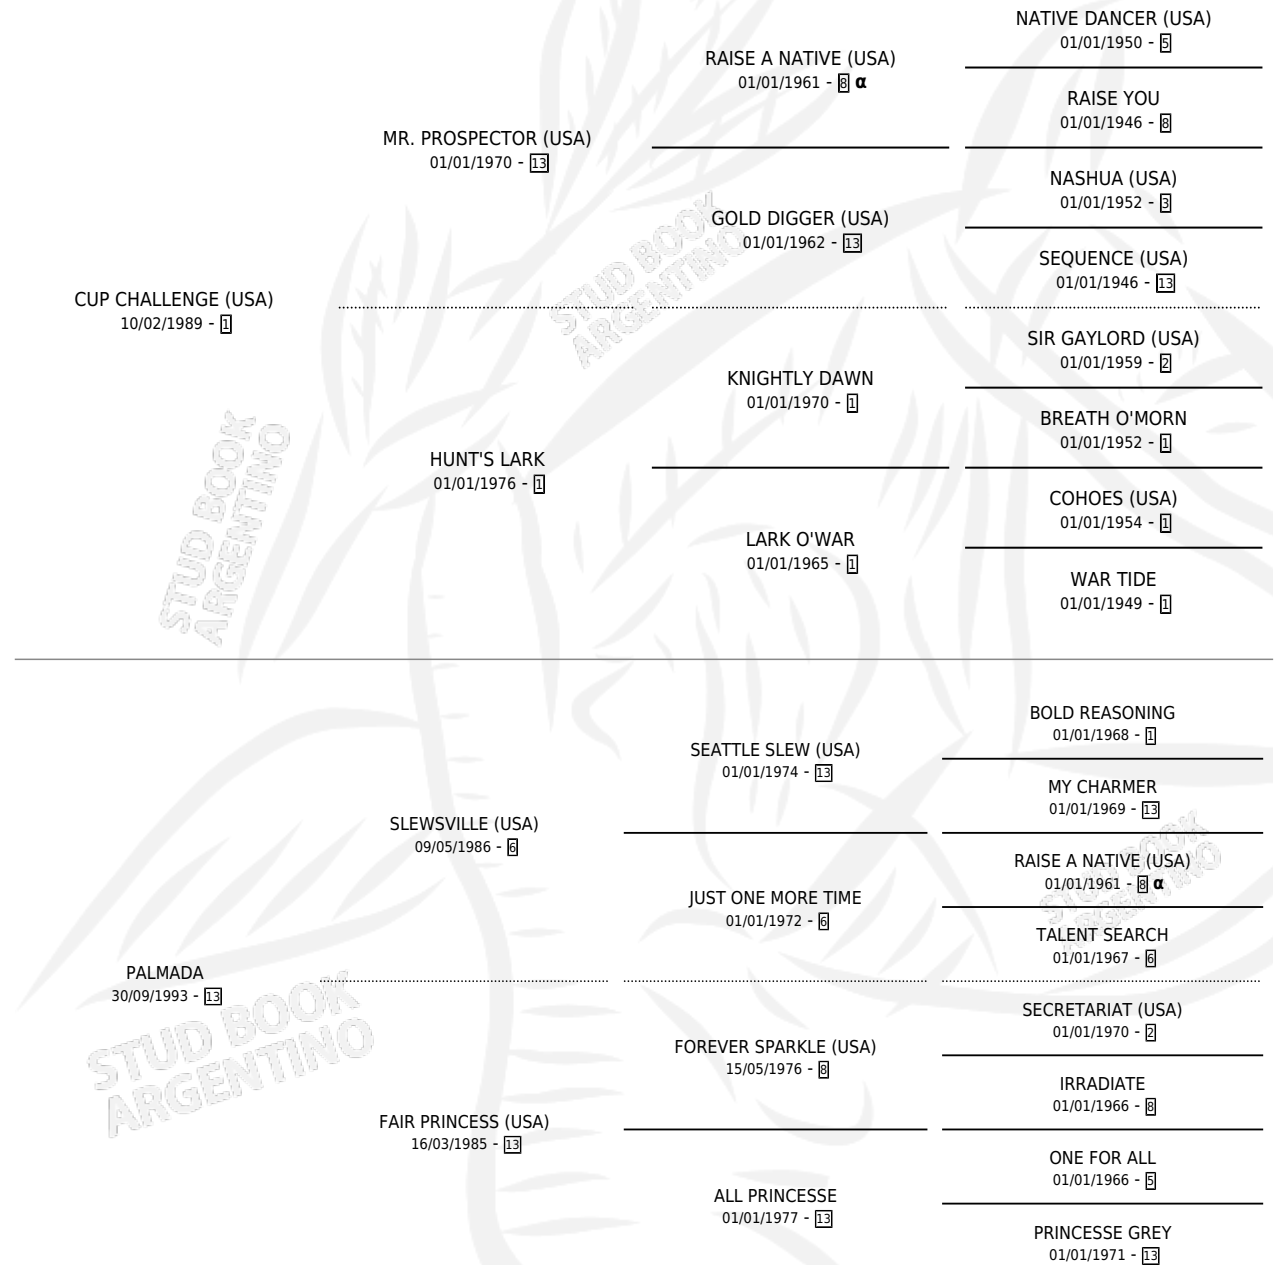 NATIVE DANCER (USA)
01/01/1950 - 5
RAISE A NATIVE (USA)
01/01/1961 - 8 α
RAISE YOU
01/01/1946 - 8
MR. PROSPECTOR (USA)
01/01/1970 - 13
NASHUA (USA)
01/01/1952 - 3
GOLD DIGGER (USA)
01/01/1962 - 13
SEQUENCE (USA)
01/01/1946 - 13
CUP CHALLENGE (USA)
10/02/1989 - 1
SIR GAYLORD (USA)
01/01/1959 - 2
KNIGHTLY DAWN
01/01/1970 - 1
BREATH O'MORN
01/01/1952 - 1
HUNT'S LARK
01/01/1976 - 1
COHOES (USA)
01/01/1954 - 1
LARK O'WAR
01/01/1965 - 1
WAR TIDE
01/01/1949 - 1
STUD BOOK
ARGENTINO
STUD BOOK
ARGENTINO
BOLD REASONING
01/01/1968 - 1
SEATTLE SLEW (USA)
01/01/1974 - 13
MY CHARMER
01/01/1969 - 13
SLEWSVILLE (USA)
09/05/1986 - 6
RAISE A NATIVE (USA)
01/01/1961 - 8 α
JUST ONE MORE TIME
01/01/1972 - 6
TALENT SEARCH
01/01/1967 - 6
PALMADA
30/09/1993 - 13
SECRETARIAT (USA)
01/01/1970 - 2
FOREVER SPARKLE (USA)
15/05/1976 - 8
IRRADIATE
01/01/1966 - 8
FAIR PRINCESS (USA)
16/03/1985 - 13
ONE FOR ALL
01/01/1966 - 5
ALL PRINCESSE
01/01/1977 - 13
PRINCESSE GREY
01/01/1971 - 13
STUD BOOK
ARGENTINO
STUD BOOK
ARGENTINO